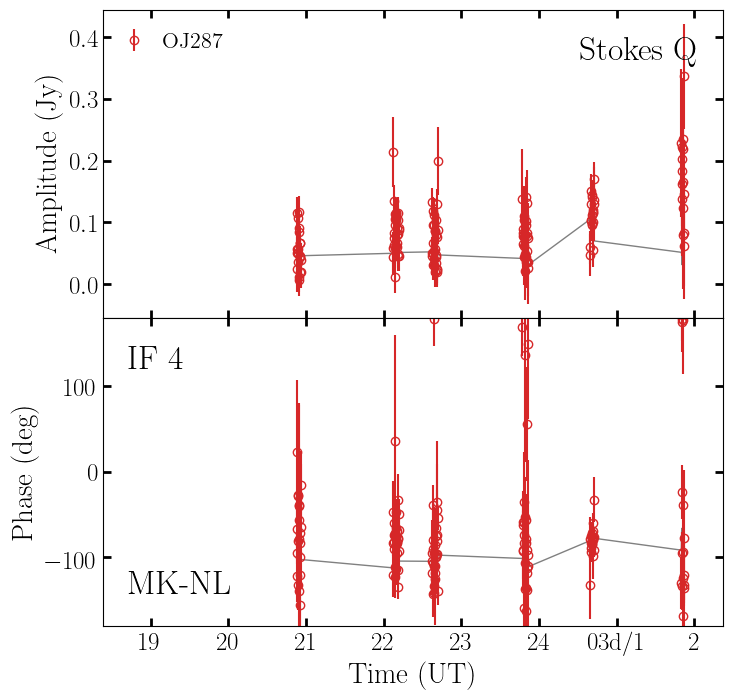 0.4
OJ287
Stokes Q
0.3
0.2
0.1
0.0
Amplitude (Jy)
IF 4
100
0
−100
Phase (deg)
MK-NL
19 20 21 22 23 24 03d/1 2
Time (UT)